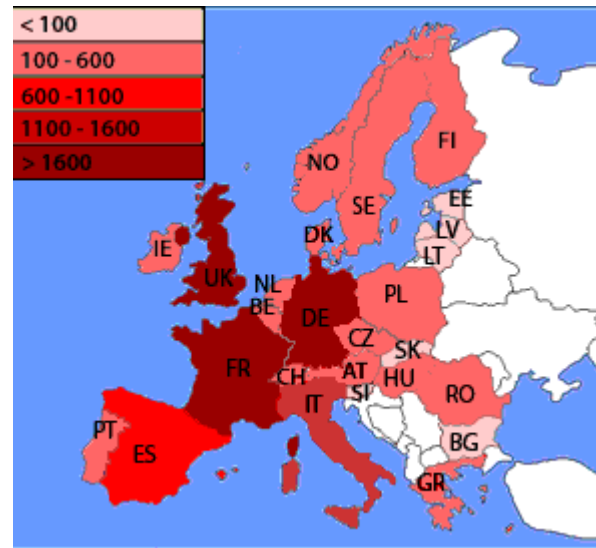 < 100
100 - 600
600 -1100
1100 - 1600
> 1600
FI
NO
SE
EE
LV
LT
DK
IE
UK
NL
BE
DE
PL
CZ
SK
FR
CH
AT
HU
SI
RO
IT
PT
ES
BG
GR